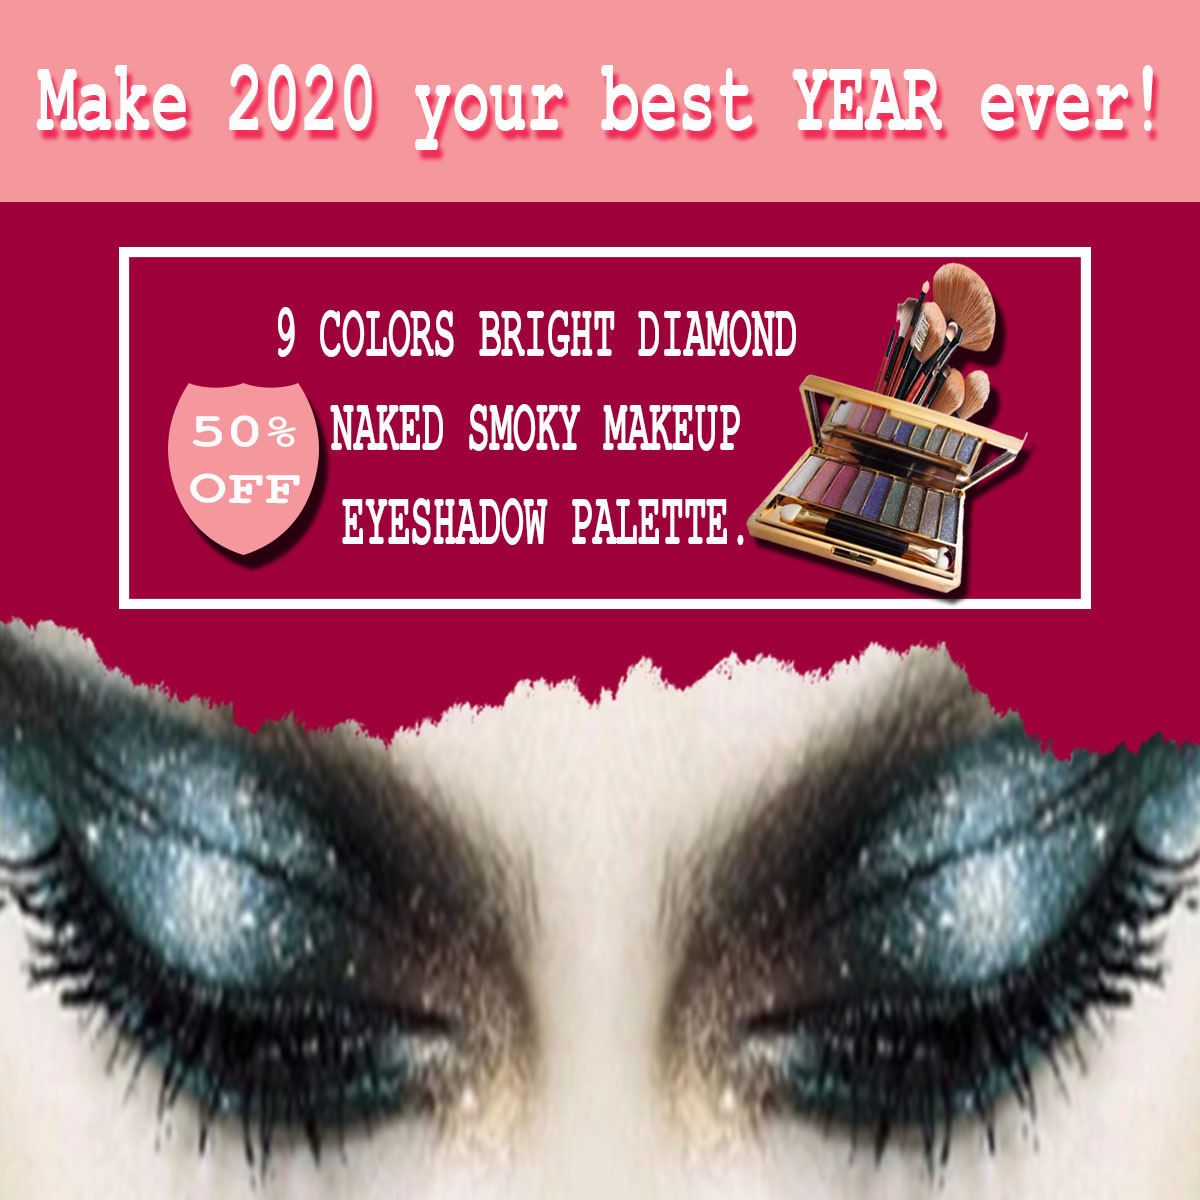 Make 2020 your best YEAR ever!
9 COLORS BRIGHT DIAMOND
NAKED SMOKY MAKEUP
EYESHADOW PALETTE.
50%
OFF